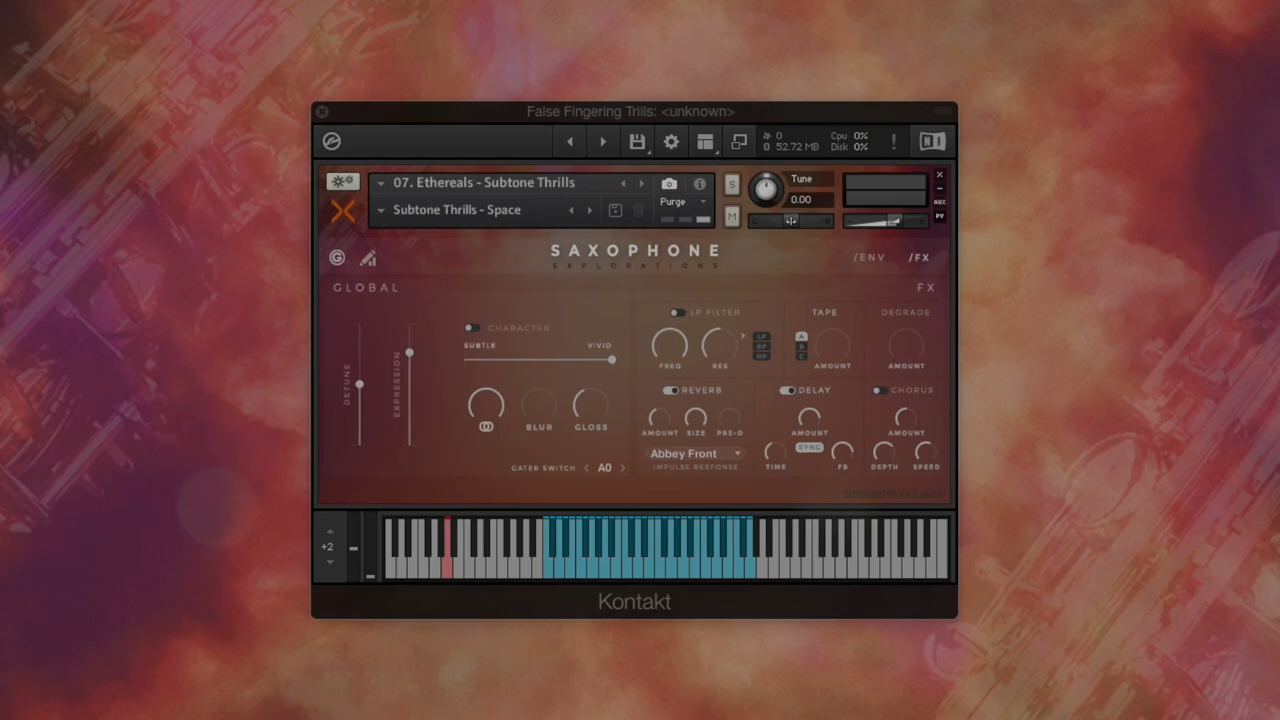 False Fingering Trills: <unknown>
0
52.72 MB
Cpu 0%
Disk 0%
!
NI
07. Ethereals - Subtone Thrills
Subtone Thrills - Space
Purge
S
M
Tune
0.00
AUX
PV
SAXOPHONE
EXPLORATIONS
/ENV
/FX
GLOBAL
FX
DETUNE
EXPRESSION
CHARACTER
SUBTLE
VIVID
BLUR
GLOSS
GATER SWITCH < A0 >
LP FILTER
FREQ
RES
LP
BP
HP
TAPE
A
B
C
AMOUNT
DEGRADE
AMOUNT
REVERB
AMOUNT
SIZE
PRE-D
Abbey Front
IMPULSE RESPONSE
DELAY
AMOUNT
SYNC
TIME
FB
CHORUS
AMOUNT
DEPTH
SPEED
+2
Kontakt